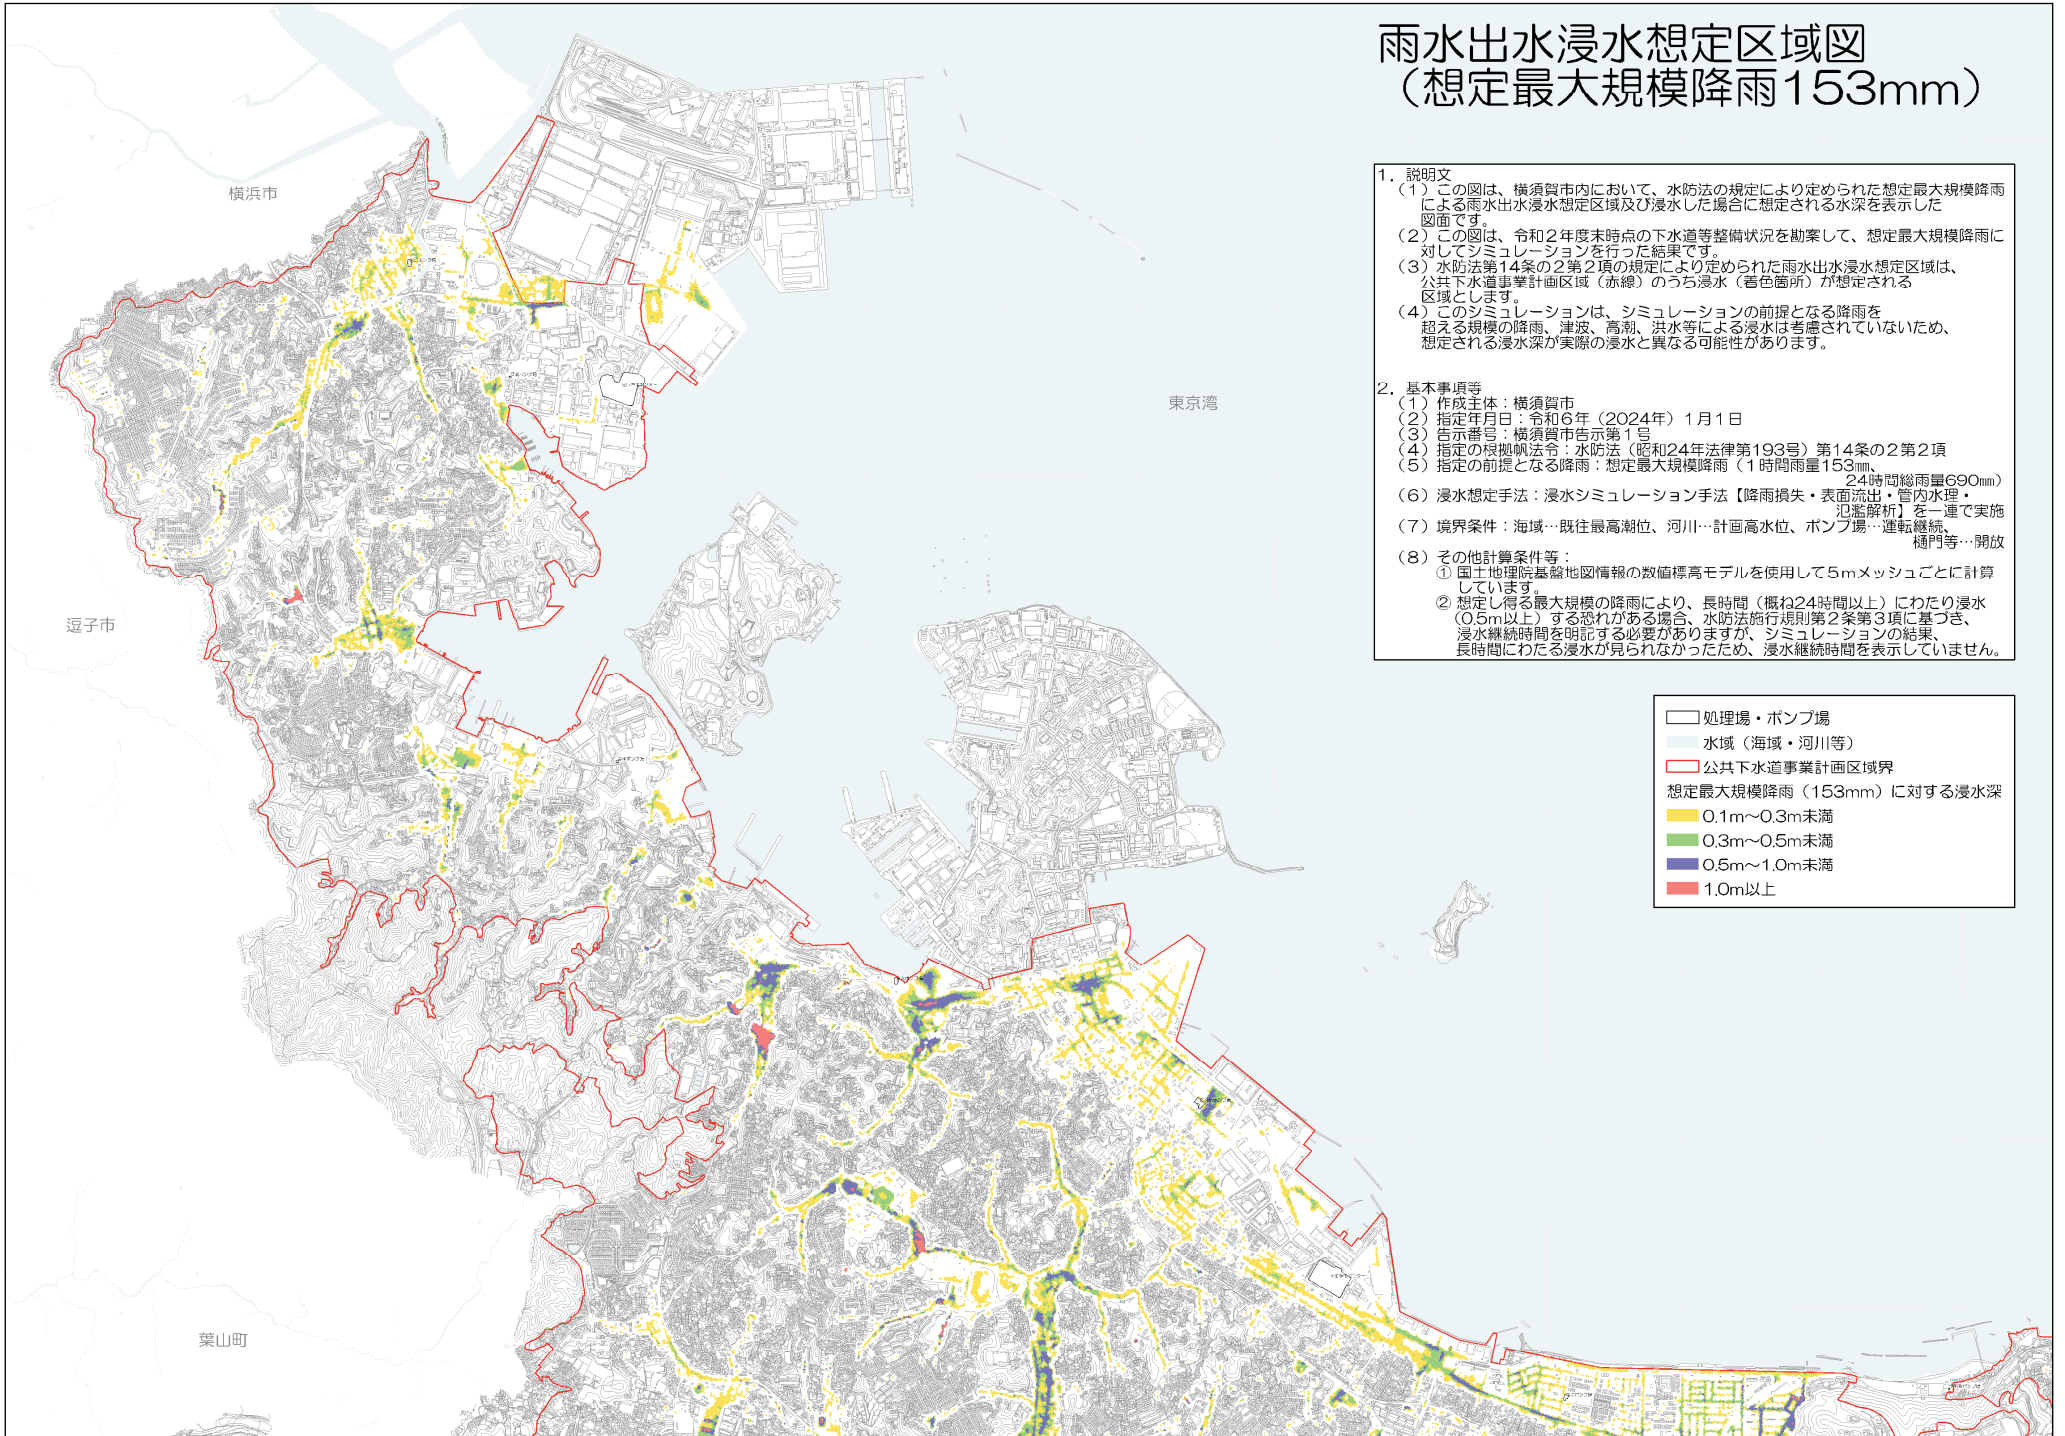 雨水出水浸水想定区域図
（想定最大規模降雨153mm）
1．説明文
（1）この図は、横須賀市内において、水防法の規定により定められた想定最大規模降雨
による雨水出水浸水想定区域及び浸水した場合に想定される水深を表示した
図面です。
（2）この図は、令和2年度末時点の下水道等整備状況を勘案して、想定最大規模降雨に
対してシミュレーションを行った結果です。
（3）水防法第14条の2第2項の規定により定められた雨水出水浸水想定区域は、
公共下水道事業計画区域（赤線）のうち浸水（着色箇所）が想定される
区域とします。
（4）このシミュレーションは、シミュレーションの前提となる降雨を
超える規模の降雨、津波、高潮、洪水等による浸水は考慮されていないため、
想定される浸水深が実際の浸水と異なる可能性があります。
2．基本事項等
（1）作成主体：横須賀市
（2）指定年月日：令和6年（2024年）1月1日
（3）告示番号：横須賀市告示第1号
（4）指定の根拠帆法令：水防法（昭和24年法律第193号）第14条の2第2項
（5）指定の前提となる降雨：想定最大規模降雨（1時間雨量153㎜、
24時間総雨量690㎜）
（6）浸水想定手法：浸水シミュレーション手法【降雨損失・表面流出・管内水理・
氾濫解析】を一連で実施
（7）境界条件：海域…既往最高潮位、河川…計画高水位、ポンプ場…運転継続、
樋門等…開放
（8）その他計算条件等：
① 国土地理院基盤地図情報の数値標高モデルを使用して5mメッシュごとに計算
しています。
② 想定し得る最大規模の降雨により、長時間（概ね24時間以上）にわたり浸水
（0.5m以上）する恐れがある場合、水防法施行規則第2条第3項に基づき、
浸水継続時間を明記する必要がありますが、シミュレーションの結果、
長時間にわたる浸水が見られなかったため、浸水継続時間を表示していません。
処理場・ポンプ場
水域（海域・河川等）
公共下水道事業計画区域界
想定最大規模降雨（153mm）に対する浸水深
0.1m～0.3m未満
0.3m～0.5m未満
0.5m～1.0m未満
1.0m以上
横浜市
東京湾
逗子市
葉山町